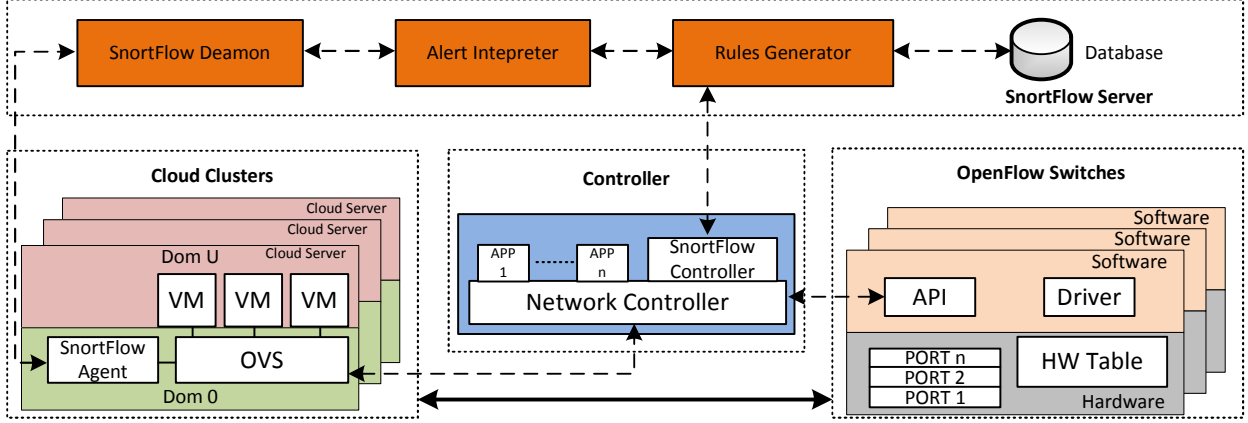 SnortFlow Deamon
Alert Intepreter
Rules Generator
Database
SnortFlow Server
Cloud Clusters
Cloud Server
Cloud Server
Cloud Server
Dom U
VM
VM
VM
SnortFlow
Agent
OVS
Dom 0
Controller
APP
1
APP
n
SnortFlow
Controller
Network Controller
OpenFlow Switches
Software
Software
Software
API
Driver
PORT n
PORT 2
PORT 1
HW Table
Hardware